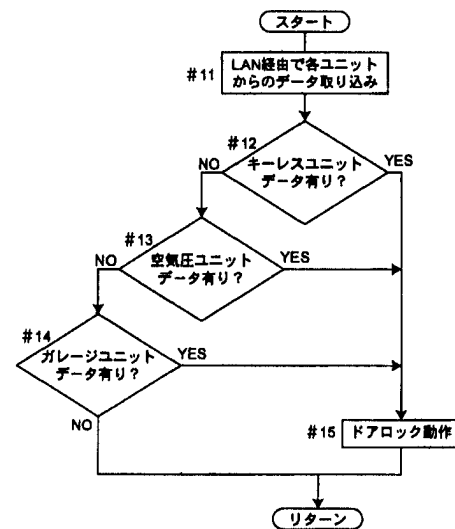 スタート
#11
LAN経由で各ユニット
からのデータ取り込み
#12
キーレスユニット
データ有り?
NO
YES
#13
空気圧ユニット
データ有り?
NO
YES
#14
ガレージユニット
データ有り?
YES
NO
#15
ドアロック動作
リターン